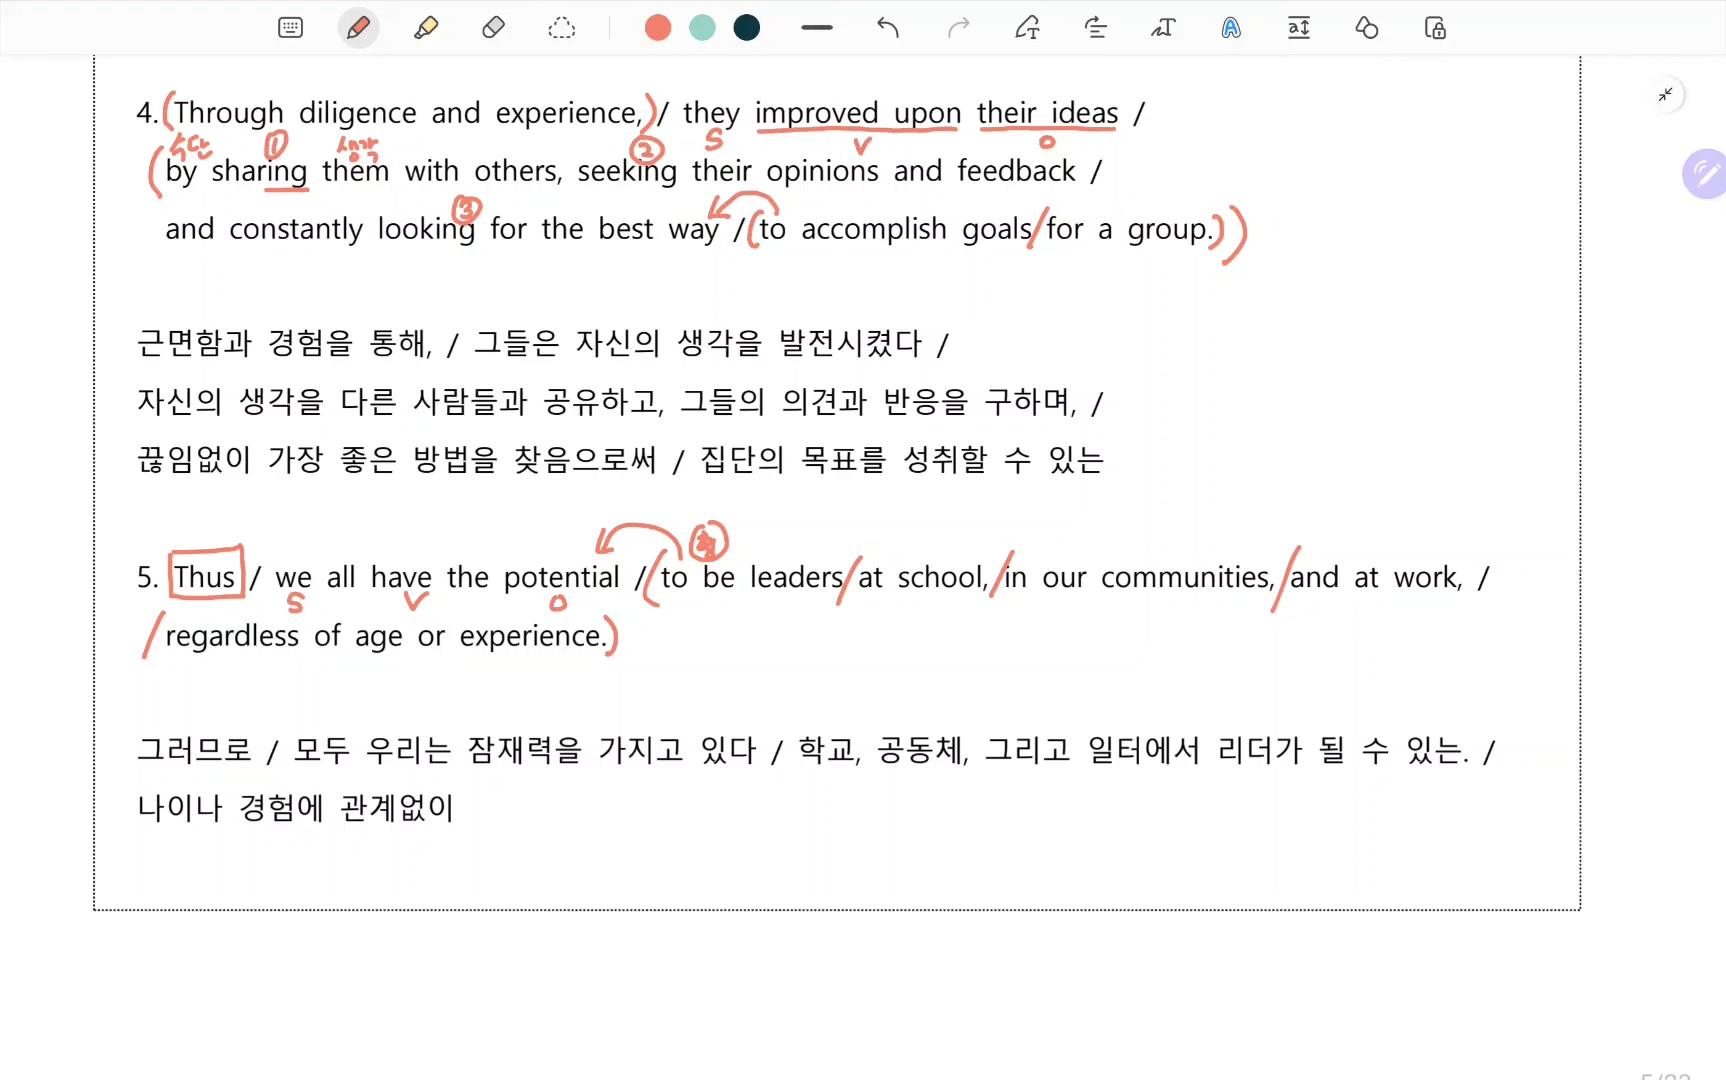 4. (Through diligence and experience,) / they improved upon their ideas /
수단 ① 생각 ② S V O
(by sharing them with others, seeking their opinions and feedback /
③
and constantly looking for the best way / (to accomplish goals / for a group.))
근면함과 경험을 통해, / 그들은 자신의 생각을 발전시켰다 /
자신의 생각을 다른 사람들과 공유하고, 그들의 의견과 반응을 구하며, /
끊임없이 가장 좋은 방법을 찾음으로써 / 집단의 목표를 성취할 수 있는
형
5. Thus / we all have the potential / (to be leaders / at school, / in our communities, / and at work, /
S V O
/ regardless of age or experience.)
그러므로 / 모두 우리는 잠재력을 가지고 있다 / 학교, 공동체, 그리고 일터에서 리더가 될 수 있는. /
나이나 경험에 관계없이